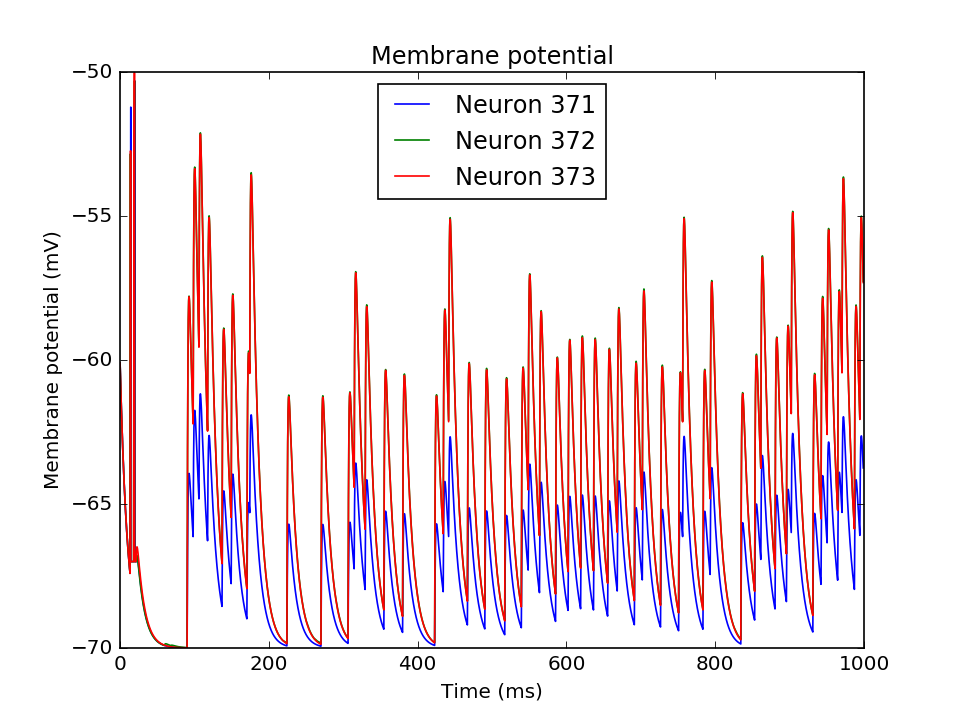 Membrane potential
Neuron 371
Neuron 372
Neuron 373
Membrane potential (mV)
−50
−55
−60
−65
−70
0 200 400 600 800 1000
Time (ms)